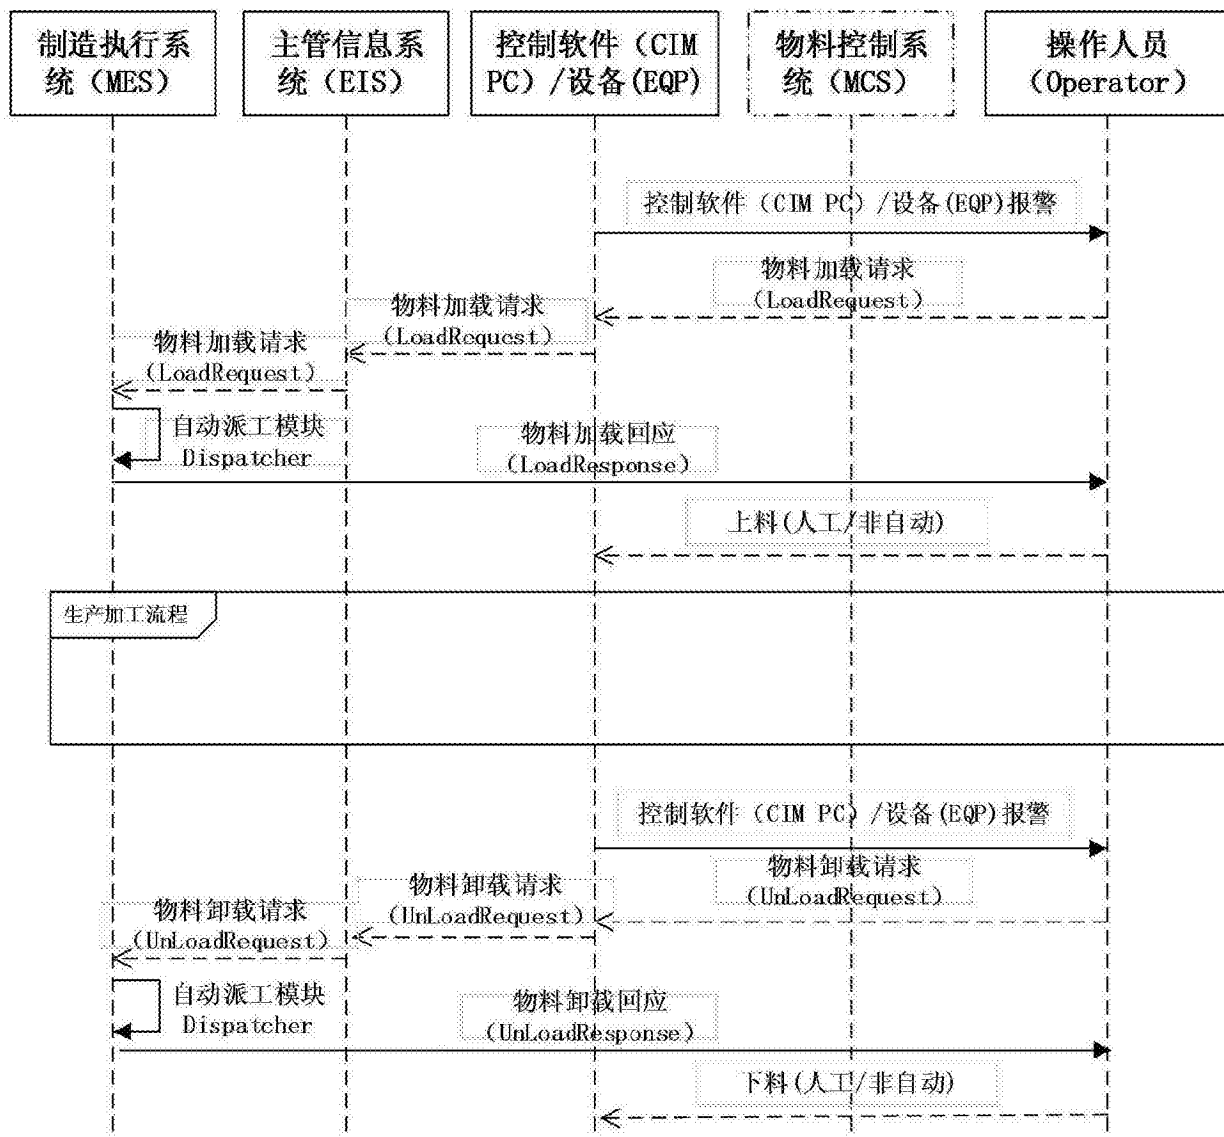 制造执行系
统（MES）
主管信息系
统（EIS）
控制软件（CIM
PC）/设备(EQP)
物料控制系
统（MCS）
操作人员
（Operator）
控制软件（CIM PC）/设备(EQP)报警
物料加载请求
（LoadRequest）
物料加载请求
（LoadRequest）
物料加载请求
（LoadRequest）
自动派工模块
Dispatcher
物料加载回应
（LoadResponse）
上料(人工/非自动)
生产加工流程
控制软件（CIM PC）/设备(EQP)报警
物料卸载请求
（UnLoadRequest）
物料卸载请求
（UnLoadRequest）
物料卸载请求
（UnLoadRequest）
自动派工模块
Dispatcher
物料卸载回应
（UnLoadResponse）
下料(人工/非自动)